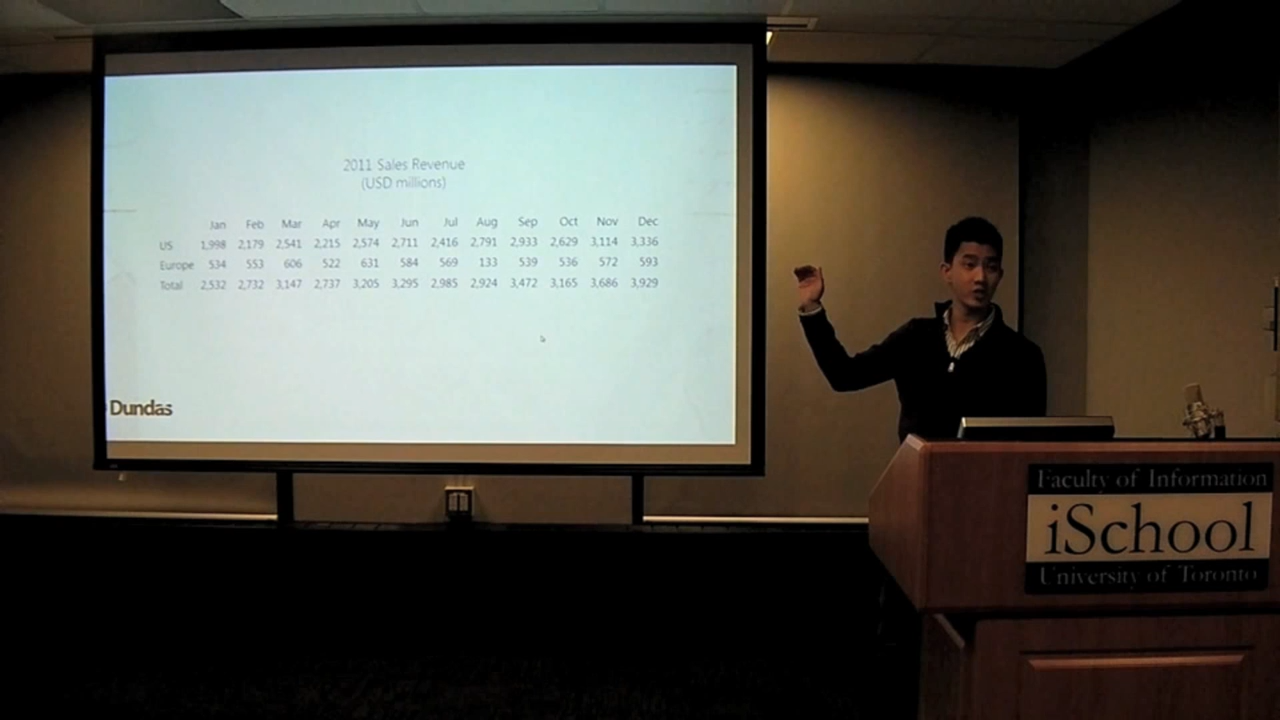 2011 Sales Revenue
(USD millions)
Jan Feb Mar Apr May Jun Jul Aug Sep Oct Nov Dec
US 1,998 2,179 2,541 2,215 2,574 2,711 2,416 2,791 2,933 2,629 3,114 3,336
Europe 534 553 606 522 631 584 569 133 539 536 572 593
Total 2,532 2,732 3,147 2,737 3,205 3,295 2,985 2,924 3,472 3,165 3,686 3,929
Dundas
Faculty of Information
iSchool
University of Toronto